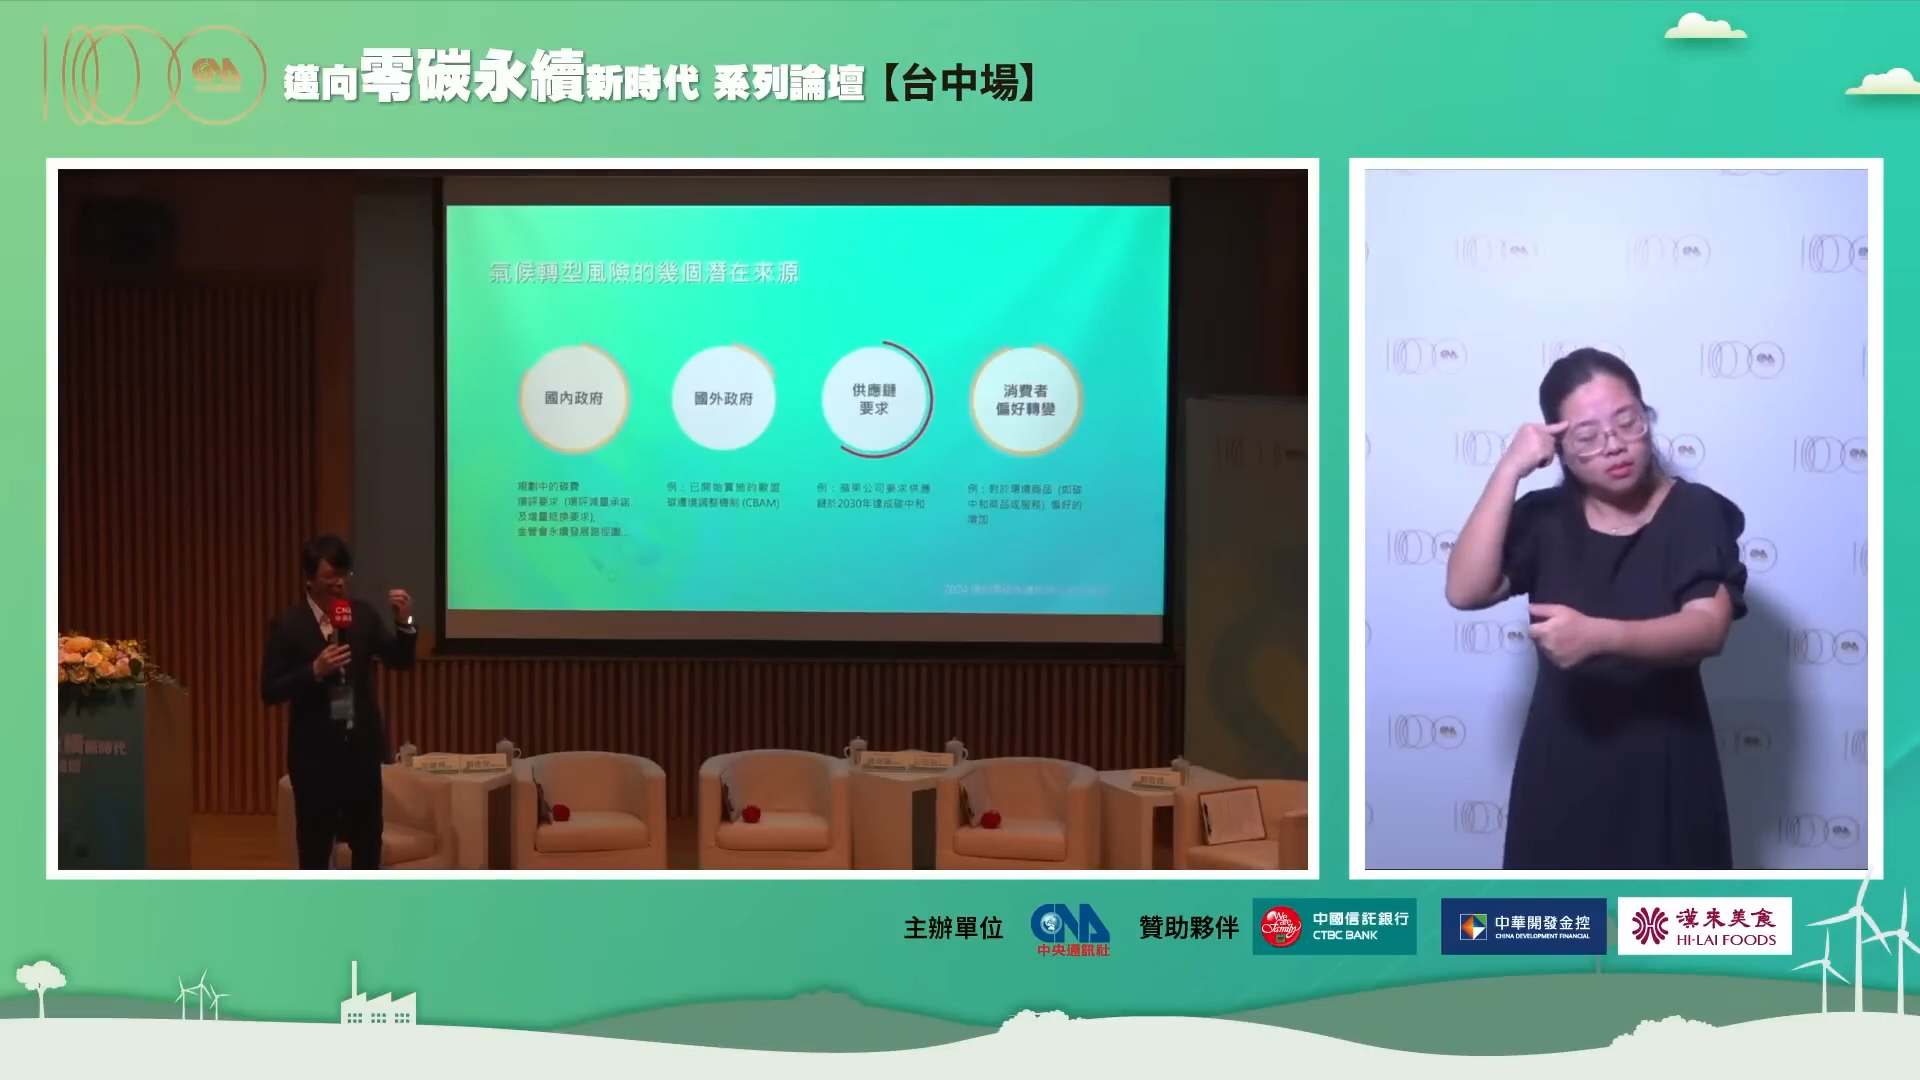 100 CNA
邁向零碳永續新時代 系列論壇【台中場】
氣候轉型風險的幾個潛在來源
國內政府
國外政府
供應鏈
要求
消費者
偏好轉變
規劃中的碳費
環評要求 (環評減量承諾
及增量抵換要求),
金管會永續發展路徑圖...
例：已開始實施的歐盟
碳邊境調整機制 (CBAM)
例：蘋果公司要求供應
鏈於2030年達成碳中和
例：對於環境商品 (如碳
中和商品或服務) 偏好的
增加
CNA
主辦單位
CNA
中央通訊社
贊助夥伴
We are family
中國信託銀行
CTBC BANK
中華開發金控
CHINA DEVELOPMENT FINANCIAL
漢來美食
HI-LAI FOODS